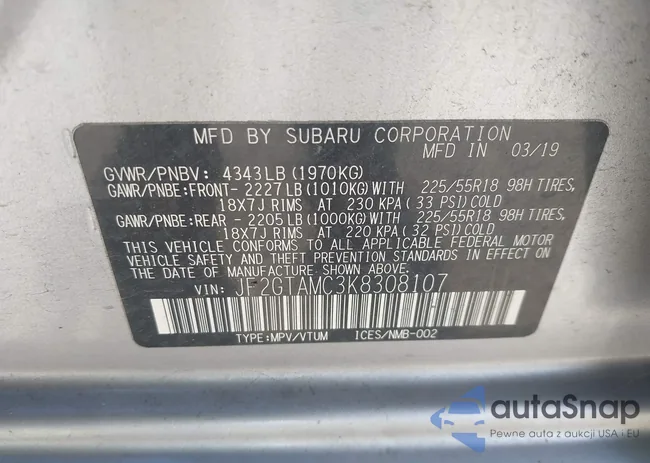 MFD BY SUBARU CORPORATION
MFD IN 03/19
GVWR/PNBV: 4343LB(1970KG)
GAWR/PNBE:FRONT-2227LB(1010KG)WITH 225/55R18 98H TIRES,
18X7J RIMS AT 230 KPA(33 PSI)COLD
GAWR/PNBE:REAR -2205LB(1000KG)WITH 225/55R18 98H TIRES,
18X7J RIMS AT 220 KPA(32 PSI)COLD
THIS VEHICLE CONFORMS TO ALL APPLICABLE FEDERAL MOTOR
VEHICLE SAFETY AND THEFT PREVENTION STANDARDS IN
EFFECT ON THE DATE OF MANUFACTURE SHOWN ABOVE.
VIN: JF2GTAMC3K8308107
TYPE:MPV/VTUM ICES/NMB-002
autaSnap
Pewne auta z aukcji USA i EU